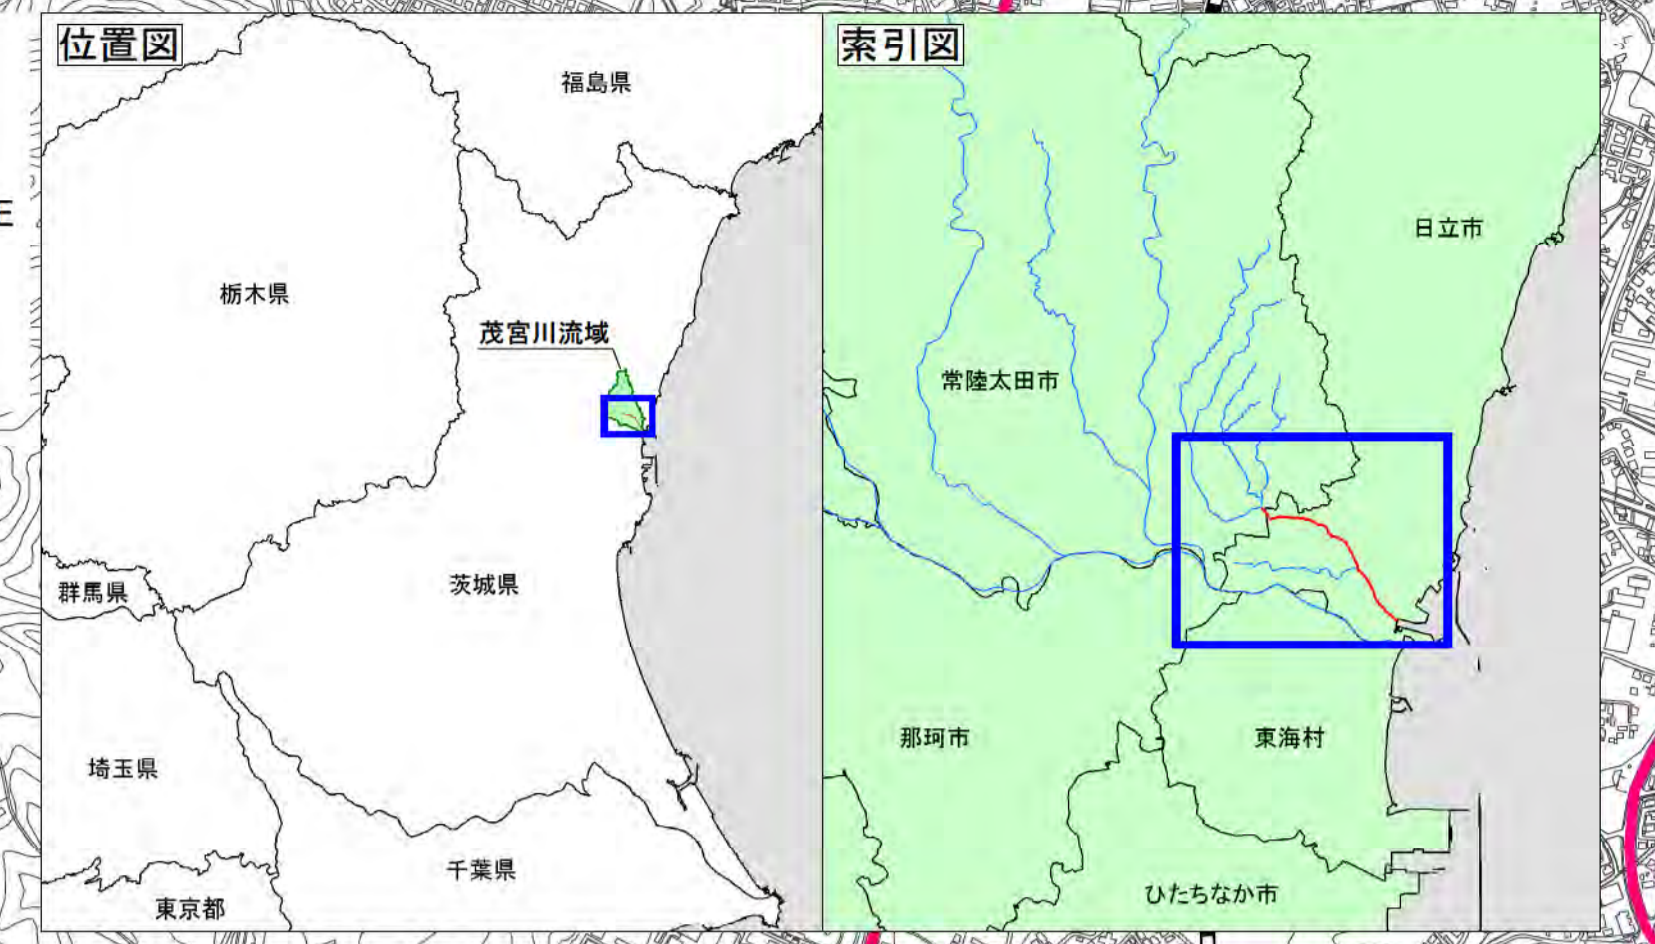 位置図
福島県
栃木県
茂宮川流域
群馬県
茨城県
埼玉県
千葉県
東京都
索引図
日立市
常陸太田市
那珂市
東海村
ひたちなか市